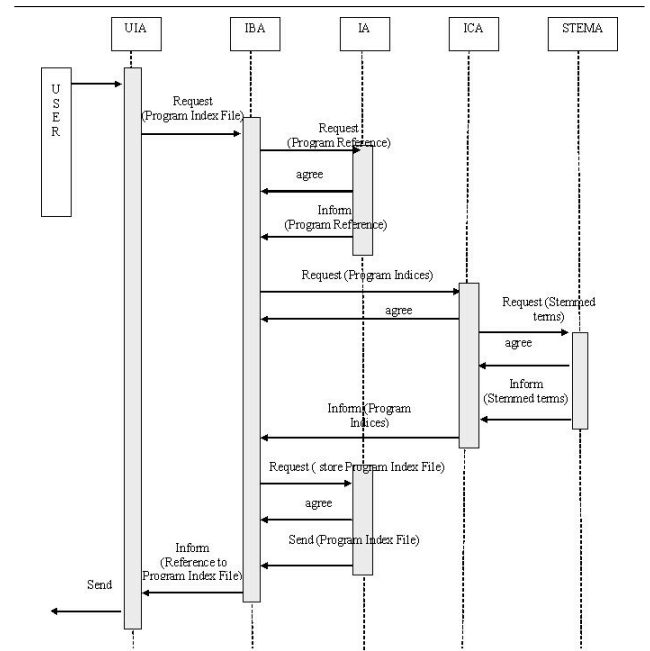 UIA
IBA
IA
ICA
STEMA
U
S
E
R
Request
(Program Index File)
Request
(Program Reference)
agree
Inform
(Program Reference)
Request (Program Indices)
agree
Request (Stemmed
terms)
agree
Inform
(Stemmed terms)
Inform (Program
Indices)
Request ( store Program Index File)
agree
Send (Program Index File)
Inform
(Reference to
Program Index File)
Send